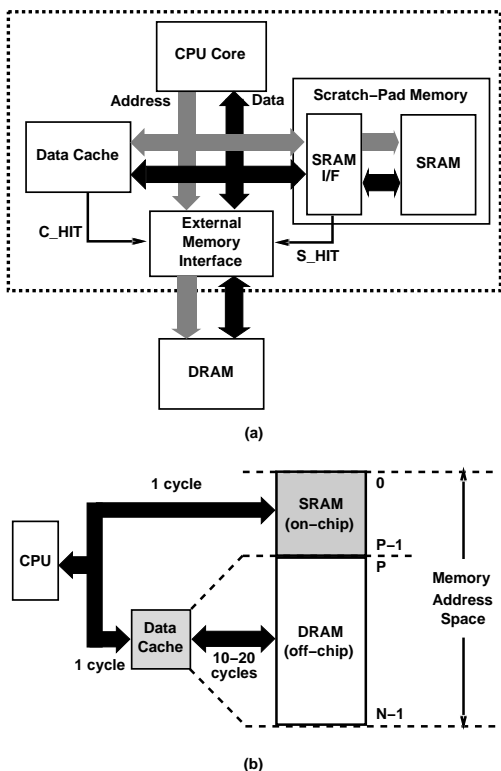 CPU Core
Address
Data
Scratch−Pad Memory
Data Cache
SRAM
I/F
SRAM
C_HIT
External
Memory
Interface
S_HIT
DRAM
(a)
1 cycle
0
SRAM
(on−chip)
P−1
P
CPU
Memory
Address
Space
Data
Cache
1 cycle
10−20
cycles
DRAM
(off−chip)
N−1
(b)